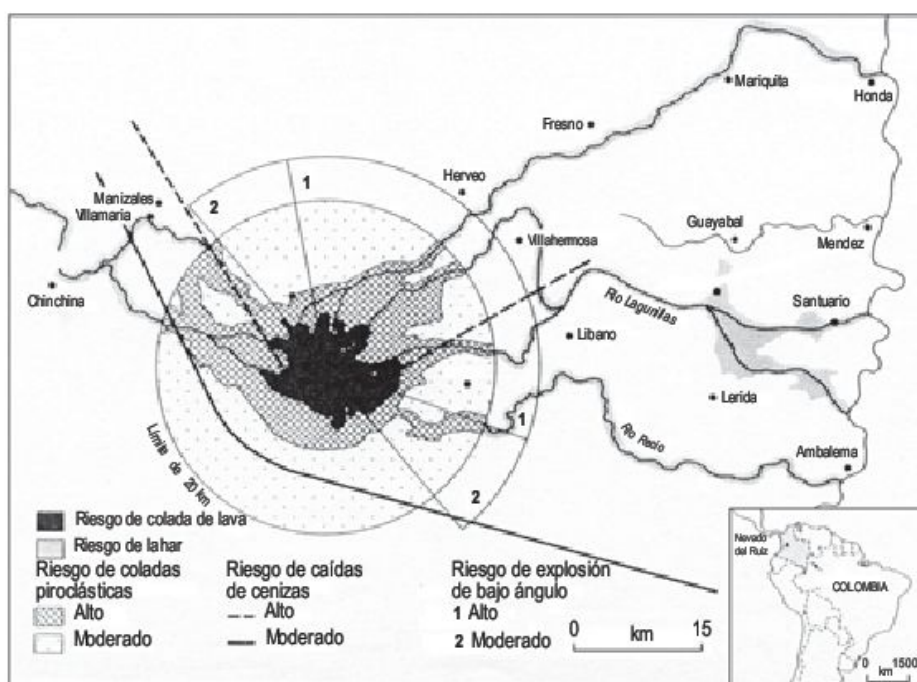 Mariquita
Honda
Fresno
Herveo
Manizales
Villamaria
Guayabal
Mendez
Villahermosa
Chinchina
Rio Lagunillas
Santuario
Libano
Lerida
Rio Recio
Ambalema
1
2
1
2
Límite de 20 km
Riesgo de colada de lava
Riesgo de lahar
Riesgo de coladas
piroclásticas
Alto
Moderado
Riesgo de caídas
de cenizas
Alto
Moderado
Riesgo de explosión
de bajo ángulo
1 Alto
2 Moderado
0 km 15
Nevado
del Ruiz
COLOMBIA
0 1500
km